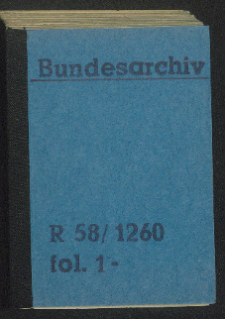 Bundesarchiv
R 58/1260
fol. 1-